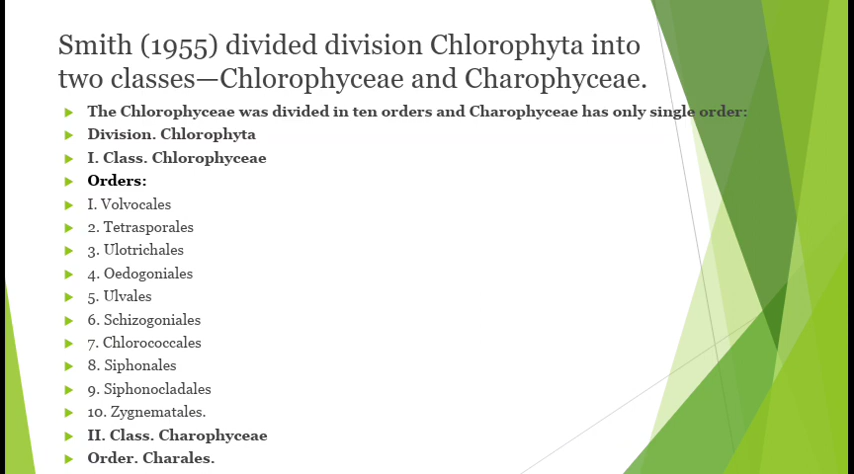 Smith (1955) divided division Chlorophyta into
two classes—Chlorophyceae and Charophyceae.
The Chlorophyceae was divided in ten orders and Charophyceae has only single order:
Division. Chlorophyta
I. Class. Chlorophyceae
Orders:
I. Volvocales
2. Tetrasporales
3. Ulotrichales
4. Oedogoniales
5. Ulvales
6. Schizogoniales
7. Chlorococcales
8. Siphonales
9. Siphonocladales
10. Zygnematales.
II. Class. Charophyceae
Order. Charales.